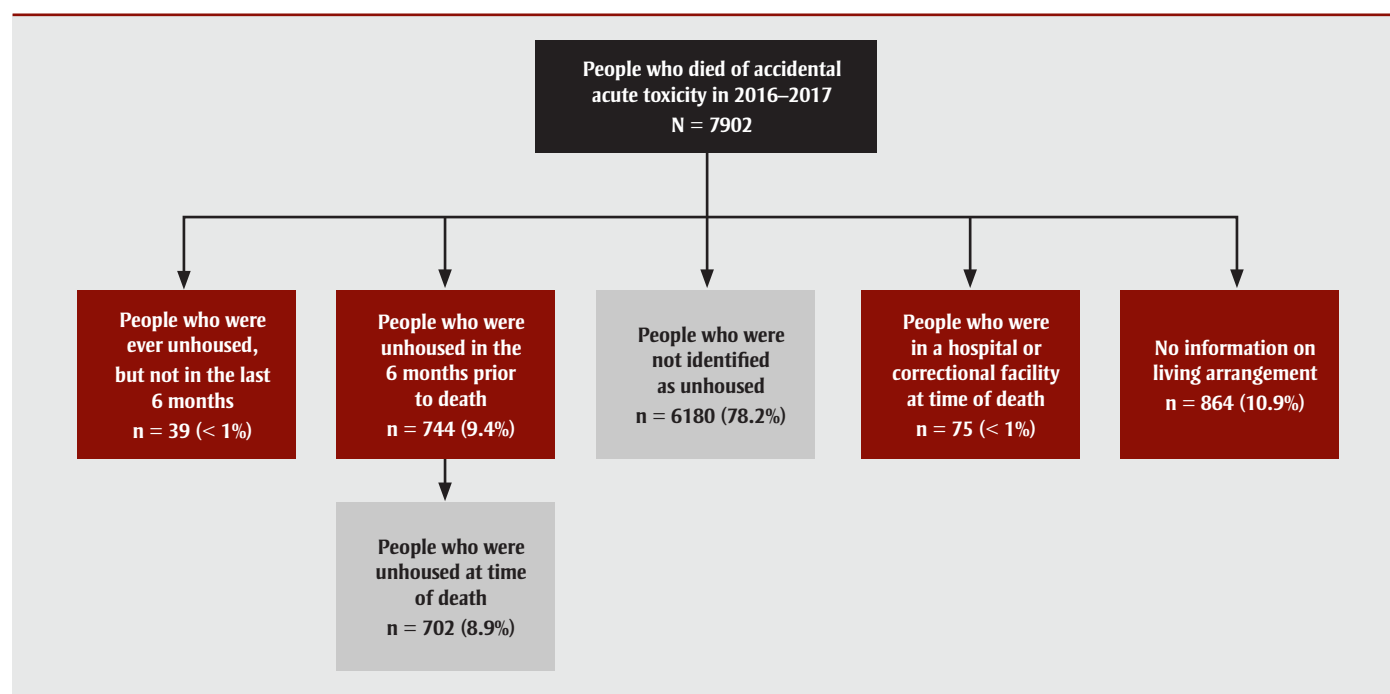 People who died of accidental
acute toxicity in 2016–2017
N = 7902
People who were
ever unhoused,
but not in the last
6 months
n = 39 (< 1%)
People who were
unhoused in the
6 months prior
to death
n = 744 (9.4%)
People who were
not identified
as unhoused
n = 6180 (78.2%)
People who were
in a hospital or
correctional facility
at time of death
n = 75 (< 1%)
No information on
living arrangement
n = 864 (10.9%)
People who were
unhoused at time
of death
n = 702 (8.9%)